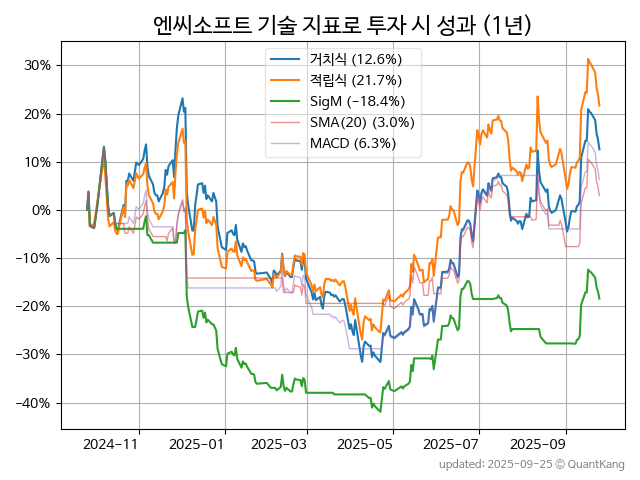 엔씨소프트 기술 지표로 투자 시 성과 (1년)
거치식 (12.6%)
적립식 (21.7%)
SigM (−18.4%)
SMA(20) (3.0%)
MACD (6.3%)
30%
20%
10%
0%
−10%
−20%
−30%
−40%
2024-11 2025-01 2025-03 2025-05 2025-07 2025-09
updated: 2025-09-25 ⓒ QuantKang